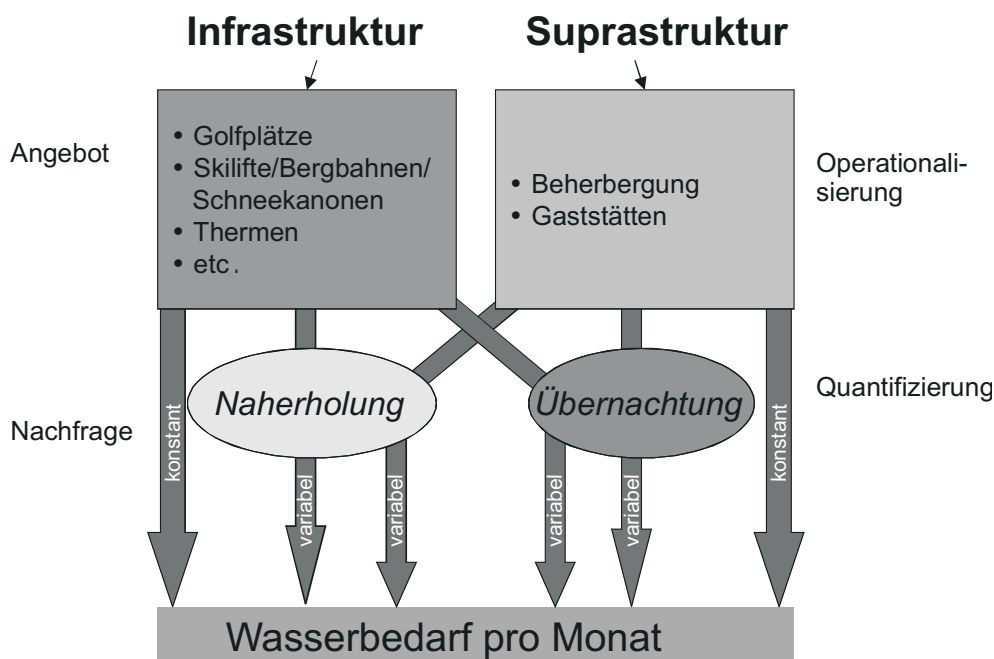 Infrastruktur
Suprastruktur
Angebot
• Golfplätze
• Skilifte/Bergbahnen/
Schneekanonen
• Thermen
• etc.
• Beherbergung
• Gaststätten
Operationali-
sierung
Naherholung
Übernachtung
Quantifizierung
Nachfrage
konstant
variabel
variabel
variabel
variabel
konstant
Wasserbedarf pro Monat